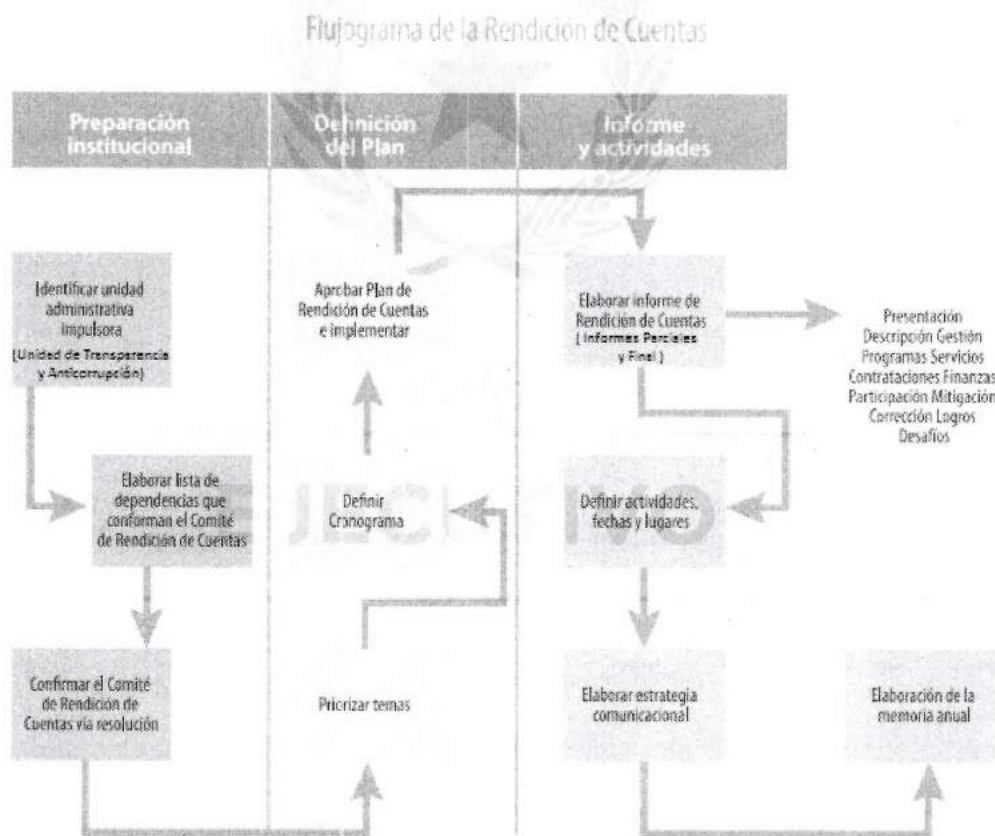 Flujograma de la Rendición de Cuentas
Preparación
institucional
Definición
del Plan
Informe
y actividades
Identificar unidad
administrativa
impulsora
(Unidad de Transparencia
y Anticorrupción)
Elaborar lista de
dependencias que
conforman el Comité
de Rendición de Cuentas
Confirmar el Comité
de Rendición de
Cuentas vía resolución
Aprobar Plan de
Rendición de Cuentas
e implementar
Definir
Cronograma
Priorizar temas
Elaborar informe de
Rendición de Cuentas
( Informes Parciales
y Final )
Definir actividades,
fechas y lugares
Elaborar estrategia
comunicacional
Presentación
Descripción Gestión
Programas Servicios
Contrataciones Finanzas
Participación Mitigación
Corrección Logros
Desafíos
Elaboración de la
memoria anual